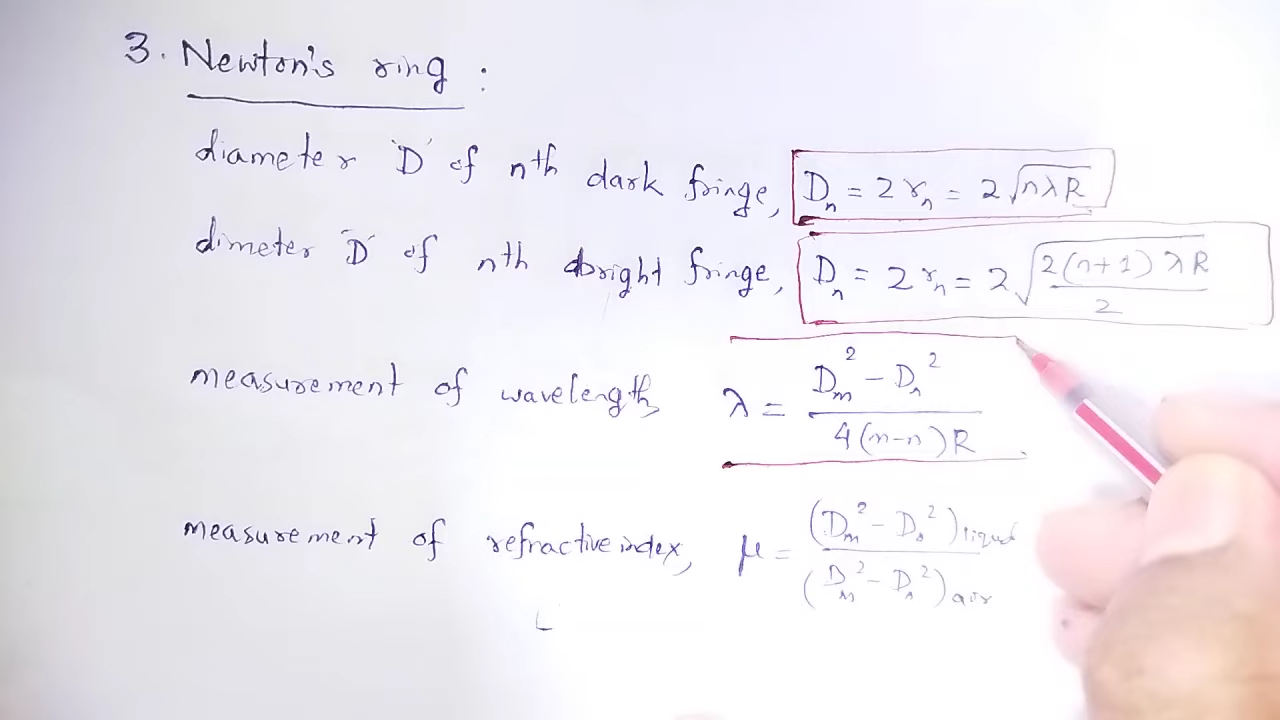 3. Newton's ring :
diameter 'D' of nth dark fringe, Dₙ = 2rₙ = 2√(nλR)
dimeter 'D' of nth bright fringe, Dₙ = 2rₙ = 2√(2(n+1)λR/2)
measurement of wavelength, λ = (Dₘ² - Dₙ²)/(4(m-n)R)
measurement of refractive index, μ = (Dₘ² - Dₙ²)liquid/(Dₘ² - Dₙ²)air